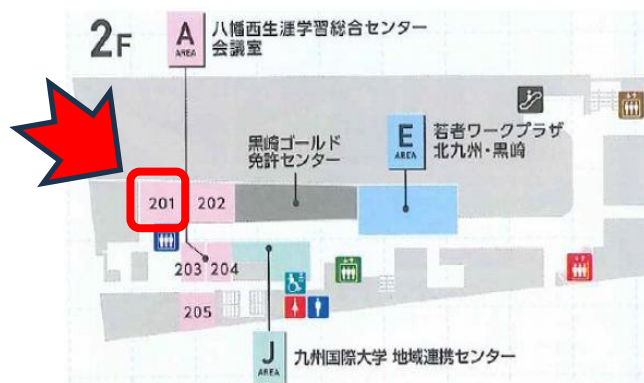 2F
A
AREA
八幡西生涯学習総合センター
会議室
黒崎ゴールド
免許センター
E
AREA
若者ワークプラザ
北九州・黒崎
201
202
203
204
205
J
AREA
九州国際大学 地域連携センター